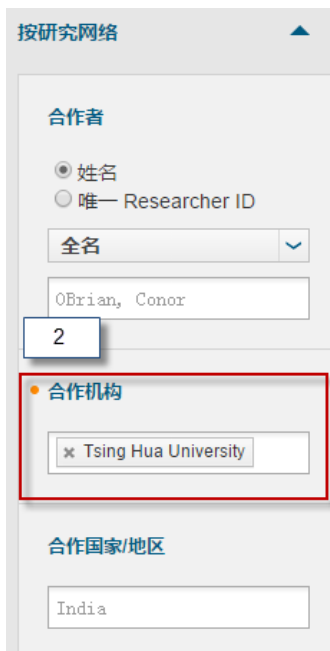 按研究网络
合作者
姓名
唯一 Researcher ID
全名
OBrian, Conor
2
合作机构
× Tsing Hua University
合作国家/地区
India